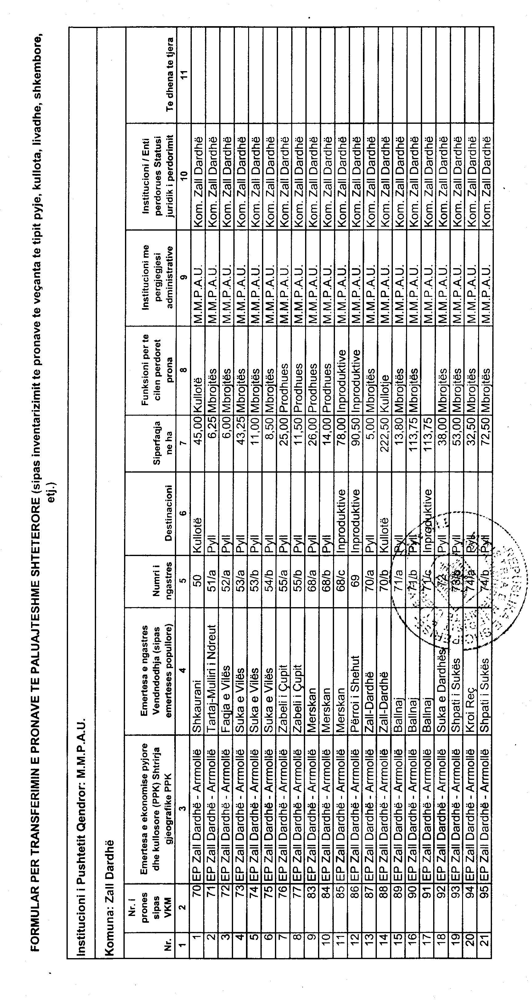 FORMULAR PER TRANSFERIMIN E PRONAVE TE PALUAJTESHME SHTETERORE (sipas inventarizimit te pronave te veçanta te tipit pyje, kullota, livadhe, shkembore,
etj.)
Institucioni i Pushtetit Qendror: M.M.P.A.U.
Komuna: Zall Dardhë
Nr. Nr. i prones sipas VKM Emertesa e ekonomise pyjore dhe kullosore (PPK) Shtrirja gjeografike PPK Emertesa e ngastres Vendndodhja (sipas emerteses popullore) Numri i ngastres Destinacioni Siperfaqja ne ha Funksioni per te cilen perdoret prona Institucioni me pergjegjesi administrative Institucioni / Enti perdorues Statusi juridik i perdorimit Te dhena te tjera
1 2 3 4 5 6 7 8 9 10 11
1 70 EP Zall Dardhë - Arrmollë Shkaurani 50 Kullotë 45,00 Kullotë M.M.P.A.U. Kom. Zall Dardhë
2 71 EP Zall Dardhë - Arrmollë Tartaj-Mulliri i Ndreut 51/a Pyll 6,25 Mbrojtës M.M.P.A.U. Kom. Zall Dardhë
3 72 EP Zall Dardhë - Arrmollë Faqja e Vilës 52/a Pyll 6,00 Mbrojtës M.M.P.A.U. Kom. Zall Dardhë
4 73 EP Zall Dardhë - Arrmollë Suka e Vilës 53/a Pyll 43,25 Mbrojtës M.M.P.A.U. Kom. Zall Dardhë
5 74 EP Zall Dardhë - Arrmollë Suka e Vilës 53/b Pyll 11,00 Mbrojtës M.M.P.A.U. Kom. Zall Dardhë
6 75 EP Zall Dardhë - Arrmollë Suka e Vilës 54/b Pyll 8,50 Mbrojtës M.M.P.A.U. Kom. Zall Dardhë
7 76 EP Zall Dardhë - Arrmollë Zabeli i Çupit 55/a Pyll 25,00 Prodhues M.M.P.A.U. Kom. Zall Dardhë
8 77 EP Zall Dardhë - Arrmollë Zabeli i Çupit 55/b Pyll 11,50 Prodhues M.M.P.A.U. Kom. Zall Dardhë
9 83 EP Zall Dardhë - Arrmollë Merskan 68/a Pyll 26,00 Prodhues M.M.P.A.U. Kom. Zall Dardhë
10 84 EP Zall Dardhë - Arrmollë Merskan 68/b Pyll 14,00 Prodhues M.M.P.A.U. Kom. Zall Dardhë
11 85 EP Zall Dardhë - Arrmollë Merskan 68/c Inproduktive 78,00 Inproduktive M.M.P.A.U. Kom. Zall Dardhë
12 86 EP Zall Dardhë - Arrmollë Përroi i Shehut 69 Inproduktive 90,50 Inproduktive M.M.P.A.U. Kom. Zall Dardhë
13 87 EP Zall Dardhë - Arrmollë Zall-Dardhë 70/a Pyll 5,00 Mbrojtës M.M.P.A.U. Kom. Zall Dardhë
14 88 EP Zall Dardhë - Arrmollë Zall-Dardhë 70/b Kullotë 222,50 Kullotje M.M.P.A.U. Kom. Zall Dardhë
15 89 EP Zall Dardhë - Arrmollë Ballnaj 71/a Pyll 13,80 Mbrojtës M.M.P.A.U. Kom. Zall Dardhë
16 90 EP Zall Dardhë - Arrmollë Ballnaj 71/b Pyll 113,75 Mbrojtës M.M.P.A.U. Kom. Zall Dardhë
17 91 EP Zall Dardhë - Arrmollë Ballnaj 71/c Inproduktive 113,75 M.M.P.A.U. Kom. Zall Dardhë
18 92 EP Zall Dardhë - Arrmollë Suka e Dardhës 72 Pyll 38,00 Mbrojtës M.M.P.A.U. Kom. Zall Dardhë
19 93 EP Zall Dardhë - Arrmollë Shpati i Sukës 73/b Pyll 53,00 Mbrojtës M.M.P.A.U. Kom. Zall Dardhë
20 94 EP Zall Dardhë - Arrmollë Kroi Reç 74/a Pyll 32,50 Mbrojtës M.M.P.A.U. Kom. Zall Dardhë
21 95 EP Zall Dardhë - Arrmollë Shpati i Sukës 74/b Pyll 72,50 Mbrojtës M.M.P.A.U. Kom. Zall Dardhë